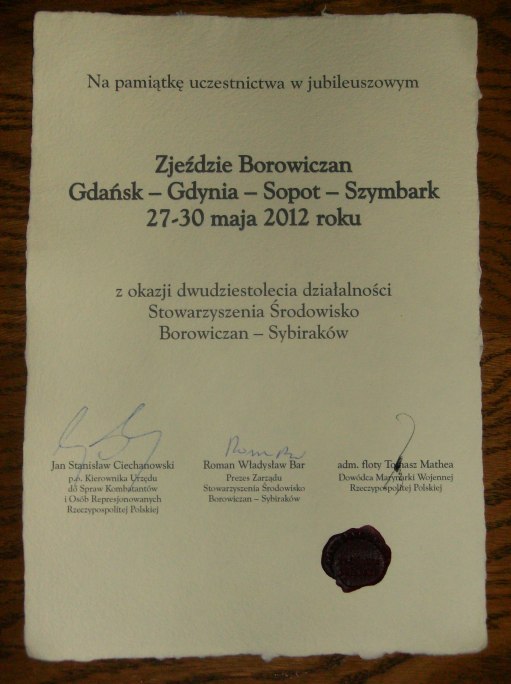 Na pamiątkę uczestnictwa w jubileuszowym
Zjeździe Borowiczan
Gdańsk – Gdynia – Sopot – Szymbark
27-30 maja 2012 roku
z okazji dwudziestolecia działalności
Stowarzyszenia Środowisko
Borowiczan – Sybiraków
Jan Stanisław Ciechanowski
p.o. Kierownika Urzędu
do Spraw Kombatantów
i Osób Represjonowanych
Rzeczypospolitej Polskiej
Roman Władysław Bar
Prezes Zarządu
Stowarzyszenia Środowisko
Borowiczan – Sybiraków
adm. floty Tomasz Mathea
Dowódca Marynarki Wojennej
Rzeczypospolitej Polskiej